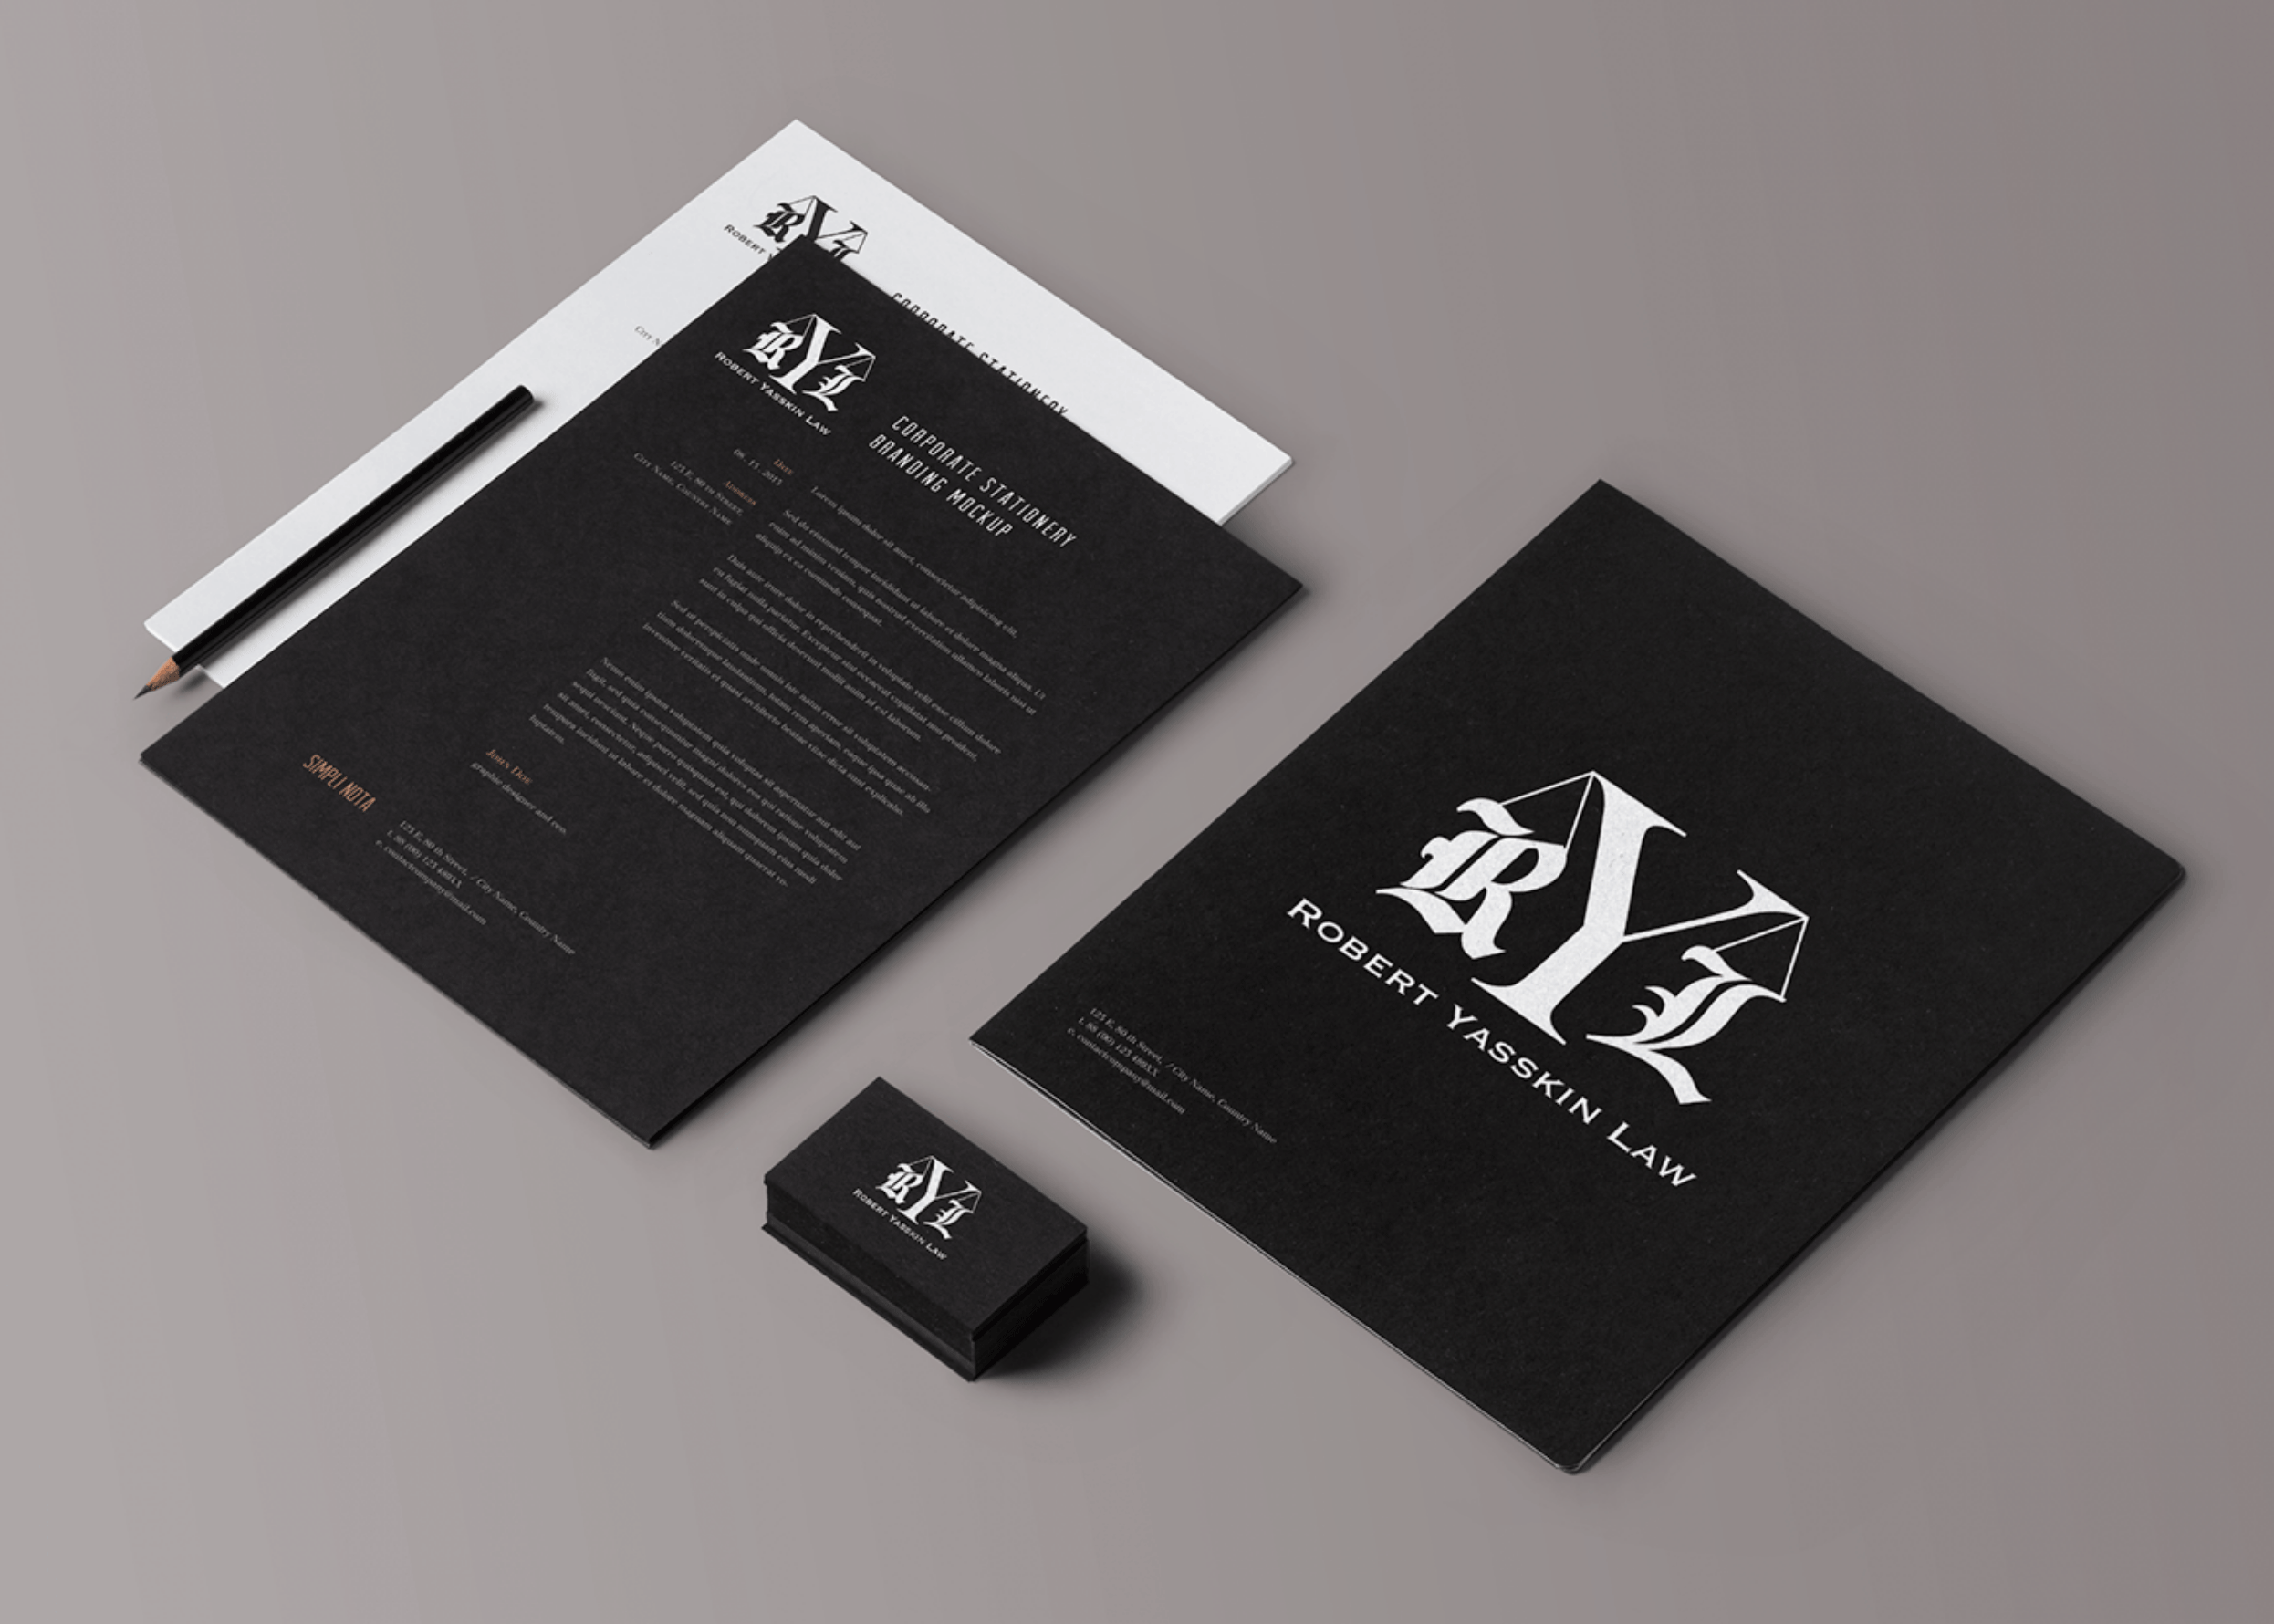 RYL
ROBERT
CORPORATE STATIONERY
CITY N
RYL
ROBERT YASSKIN LAW
CORPORATE STATIONERY
BRANDING MOCKUP
DATE
08 . 15 . 2015
ADDRESS
125 E, 80 TH STREET,
CITY NAME, COUNTRY NAME
Lorem ipsum dolor sit amet, consectetur adipisicing elit,
Sed do eiusmod tempor incididunt ut labore et dolore magna aliqua. Ut
enim ad minim veniam, quis nostrud exercitation ullamco laboris nisi ut
aliquip ex ea commodo consequat.
Duis aute irure dolor in reprehenderit in voluptate velit esse cillum dolore
eu fugiat nulla pariatur. Excepteur sint occaecat cupidatat non proident,
sunt in culpa qui officia deserunt mollit anim id est laborum.
Sed ut perspiciatis unde omnis iste natus error sit voluptatem accusan-
tium doloremque laudantium, totam rem aperiam, eaque ipsa quae ab illo
inventore veritatis et quasi architecto beatae vitae dicta sunt explicabo.
Nemo enim ipsam voluptatem quia voluptas sit aspernatur aut odit aut
fugit, sed quia consequuntur magni dolores eos qui ratione voluptatem
sequi nesciunt. Neque porro quisquam est, qui dolorem ipsum quia dolor
sit amet, consectetur, adipisci velit, sed quia non numquam eius modi
tempora incidunt ut labore et dolore magnam aliquam quaerat vo-
luptatem.
JOHN DOE
graphic designer and ceo.
SIMPLI NOTA
125 E, 80 th Street, / City Name, Country Name
t. 88 (00) 123 488XX
e. contactcompany@mail.com
RYL
ROBERT YASSKIN LAW
125 E, 80 th Street, / City Name, Country Name
t. 88 (00) 123 488XX
e. contactcompany@mail.com
RYL
ROBERT YASSKIN LAW